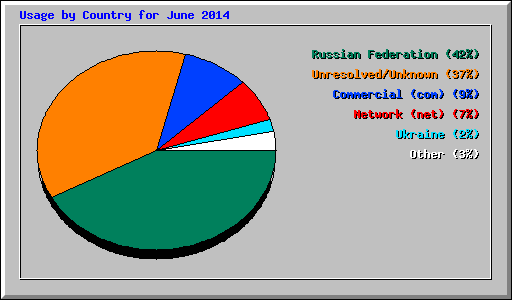 Usage by Country for June 2014
Russian Federation (42%)
Unresolved/Unknown (37%)
Commercial (com) (9%)
Network (net) (7%)
Ukraine (2%)
Other (3%)